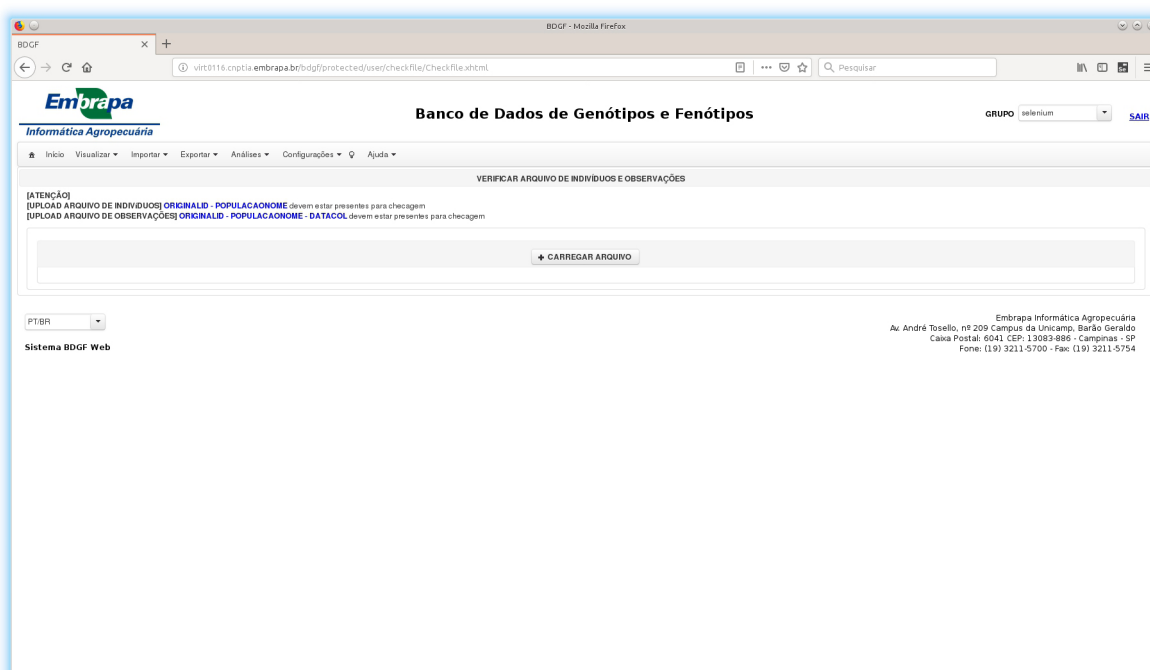 BDGF - Mozilla Firefox
BDGF
virt0116.cnptia.embrapa.br/bdgf/protected/user/checkfile/Checkfile.xhtml
Pesquisar
Embrapa
Informática Agropecuária
Banco de Dados de Genótipos e Fenótipos
GRUPO selenium
SAIR
Início Visualizar Importar Exportar Análises Configurações Ajuda
VERIFICAR ARQUIVO DE INDIVÍDUOS E OBSERVAÇÕES
[ATENÇÃO]
[UPLOAD ARQUIVO DE INDIVíDUOS] ORIGINALID - POPULACAONOME devem estar presentes para checagem
[UPLOAD ARQUIVO DE OBSERVAÇÕES] ORIGINALID - POPULACAONOME - DATACOL devem estar presentes para checagem
+ CARREGAR ARQUIVO
PT/BR
Sistema BDGF Web
Embrapa Informática Agropecuária
Av. André Tosello, nº 209 Campus da Unicamp, Barão Geraldo
Caixa Postal: 6041 CEP: 13083-886 - Campinas - SP
Fone: (19) 3211-5700 - Fax: (19) 3211-5754